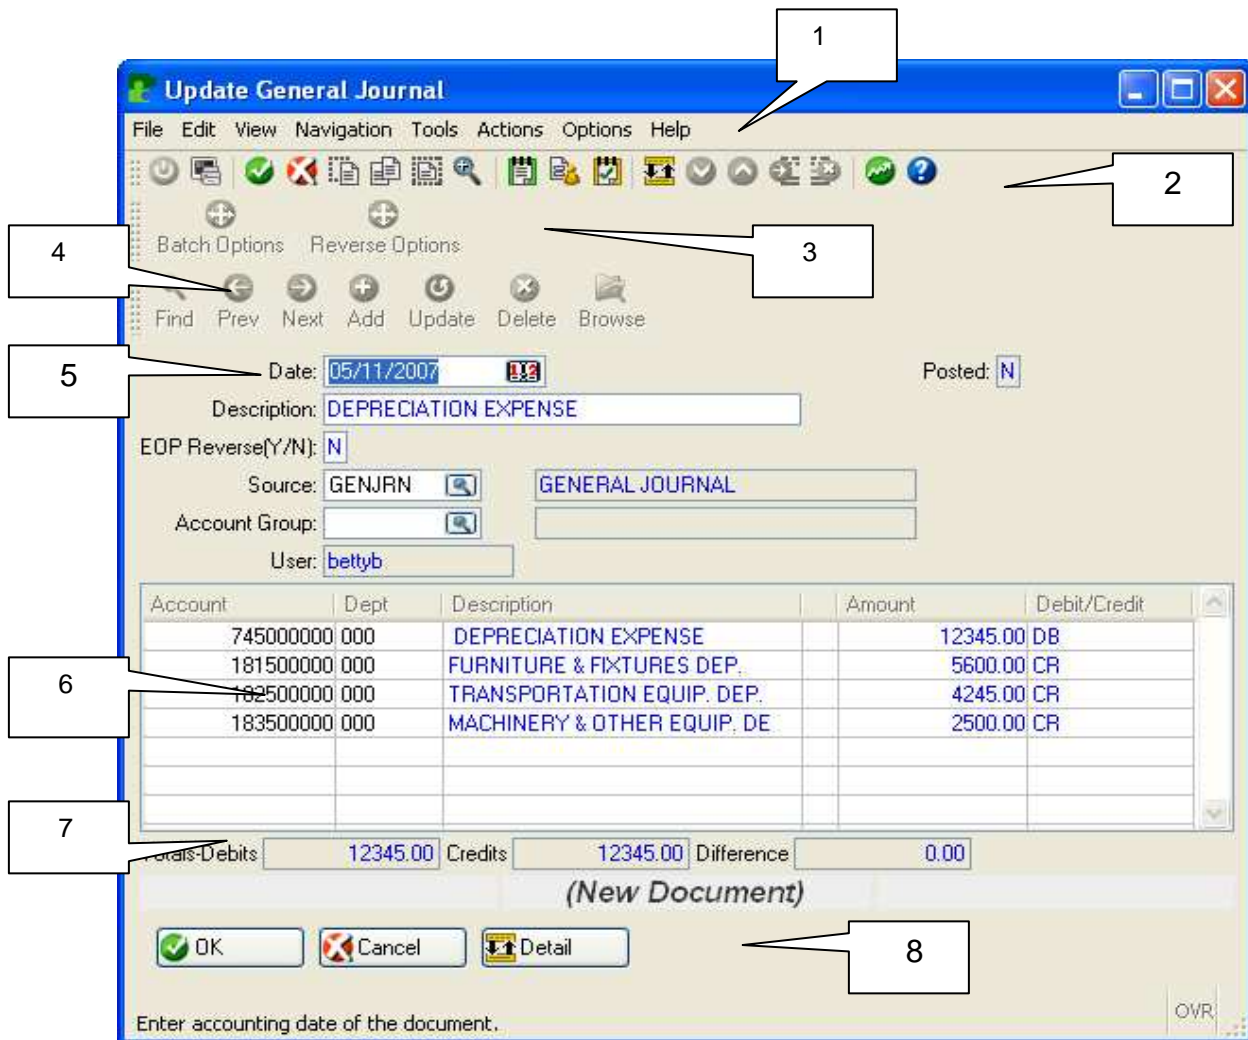 1
Update General Journal
File Edit View Navigation Tools Actions Options Help
2
Batch Options Reverse Options
3
4
Find Prev Next Add Update Delete Browse
5
Date: 05/11/2007 Posted: N
Description: DEPRECIATION EXPENSE
EOP Reverse(Y/N): N
Source: GENJRN GENERAL JOURNAL
Account Group:
User: bettyb
Account Dept Description Amount Debit/Credit
745000000 000 DEPRECIATION EXPENSE 12345.00 DB
181500000 000 FURNITURE & FIXTURES DEP. 5600.00 CR
6
182500000 000 TRANSPORTATION EQUIP. DEP. 4245.00 CR
183500000 000 MACHINERY & OTHER EQUIP. DE 2500.00 CR
7
Totals-Debits 12345.00 Credits 12345.00 Difference 0.00
(New Document)
OK Cancel Detail
8
Enter accounting date of the document.
OVR